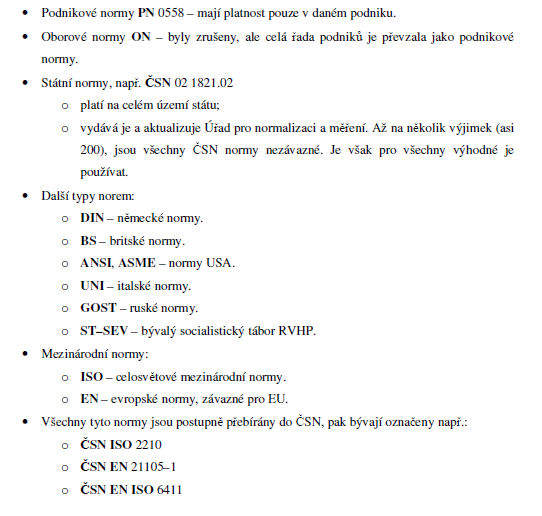 • Podnikové normy PN 0558 – mají platnost pouze v daném podniku.
• Oborové normy ON – byly zrušeny, ale celá řada podniků je převzala jako podnikové
normy.
• Státní normy, např. ČSN 02 1821.02
o platí na celém území státu;
o vydává je a aktualizuje Úřad pro normalizaci a měření. Až na několik výjimek (asi
200), jsou všechny ČSN normy nezávazné. Je však pro všechny výhodné je
používat.
• Další typy norem:
o DIN – německé normy.
o BS – britské normy.
o ANSI, ASME – normy USA.
o UNI – italské normy.
o GOST – ruské normy.
o ST–SEV – bývalý socialistický tábor RVHP.
• Mezinárodní normy:
o ISO – celosvětové mezinárodní normy.
o EN – evropské normy, závazné pro EU.
• Všechny tyto normy jsou postupně přebírány do ČSN, pak bývají označeny např.:
o ČSN ISO 2210
o ČSN EN 21105–1
o ČSN EN ISO 6411